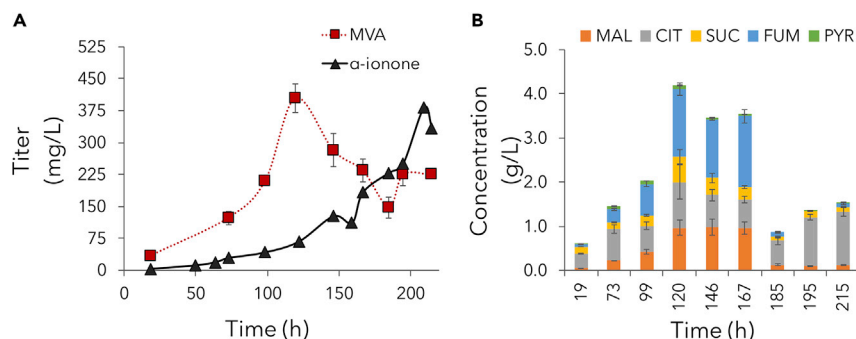 A
MVA
α-ionone
525
450
375
300
225
150
75
0
Titer
(mg/L)
0 50 100 150 200
Time (h)
B
MAL CIT SUC FUM PYR
5.0
4.0
3.0
2.0
1.0
0.0
Concentration
(g/L)
19 73 99 120 146 167 185 195 215
Time (h)